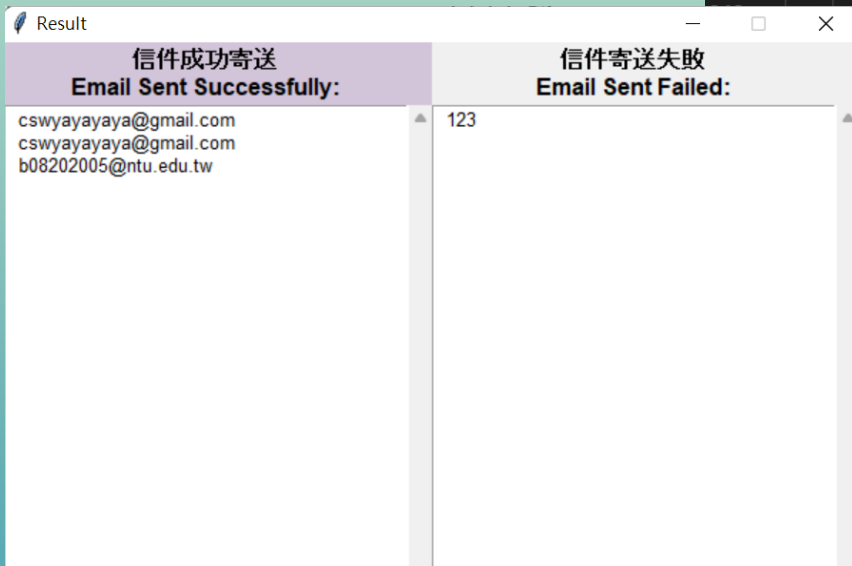 Result
信件成功寄送
Email Sent Successfully:
cswyayayaya@gmail.com
cswyayayaya@gmail.com
b08202005@ntu.edu.tw
信件寄送失敗
Email Sent Failed:
123